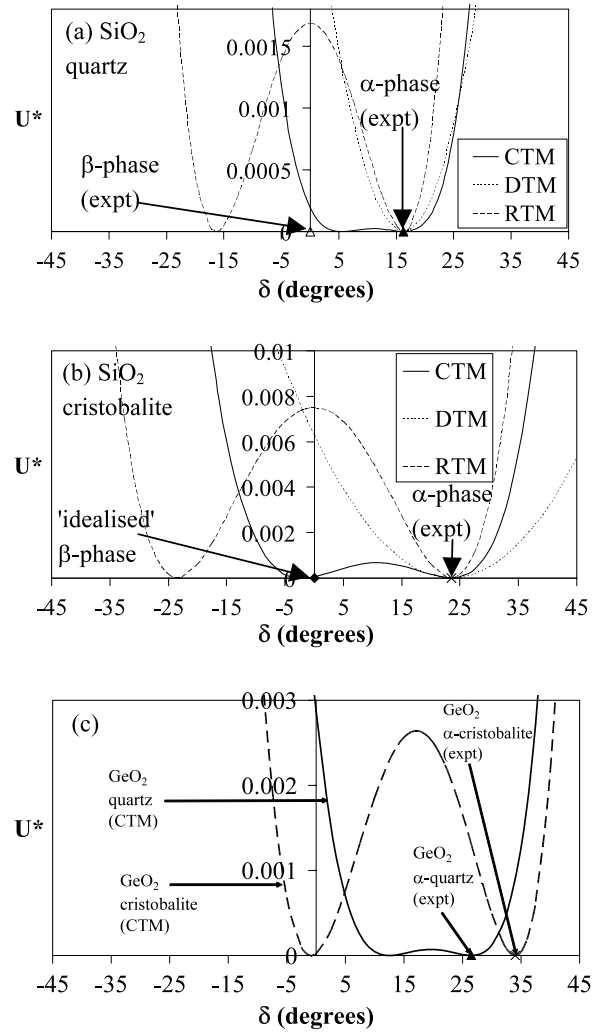 (a) SiO2
quartz
0.0015
0.001
0.0005
0
U*
α-phase
(expt)
β-phase
(expt)
CTM
DTM
RTM
-45 -35 -25 -15 -5 5 15 25 35 45
δ (degrees)
(b) SiO2
cristobalite
0.01
0.008
0.006
0.004
0.002
0
U*
CTM
DTM
RTM
α-phase
(expt)
'idealised'
β-phase
-45 -35 -25 -15 -5 5 15 25 35 45
δ (degrees)
(c)
0.003
0.002
0.001
0
U*
GeO2
α-cristobalite
(expt)
GeO2
quartz
(CTM)
GeO2
cristobalite
(CTM)
GeO2
α-quartz
(expt)
-45 -35 -25 -15 -5 5 15 25 35 45
δ (degrees)